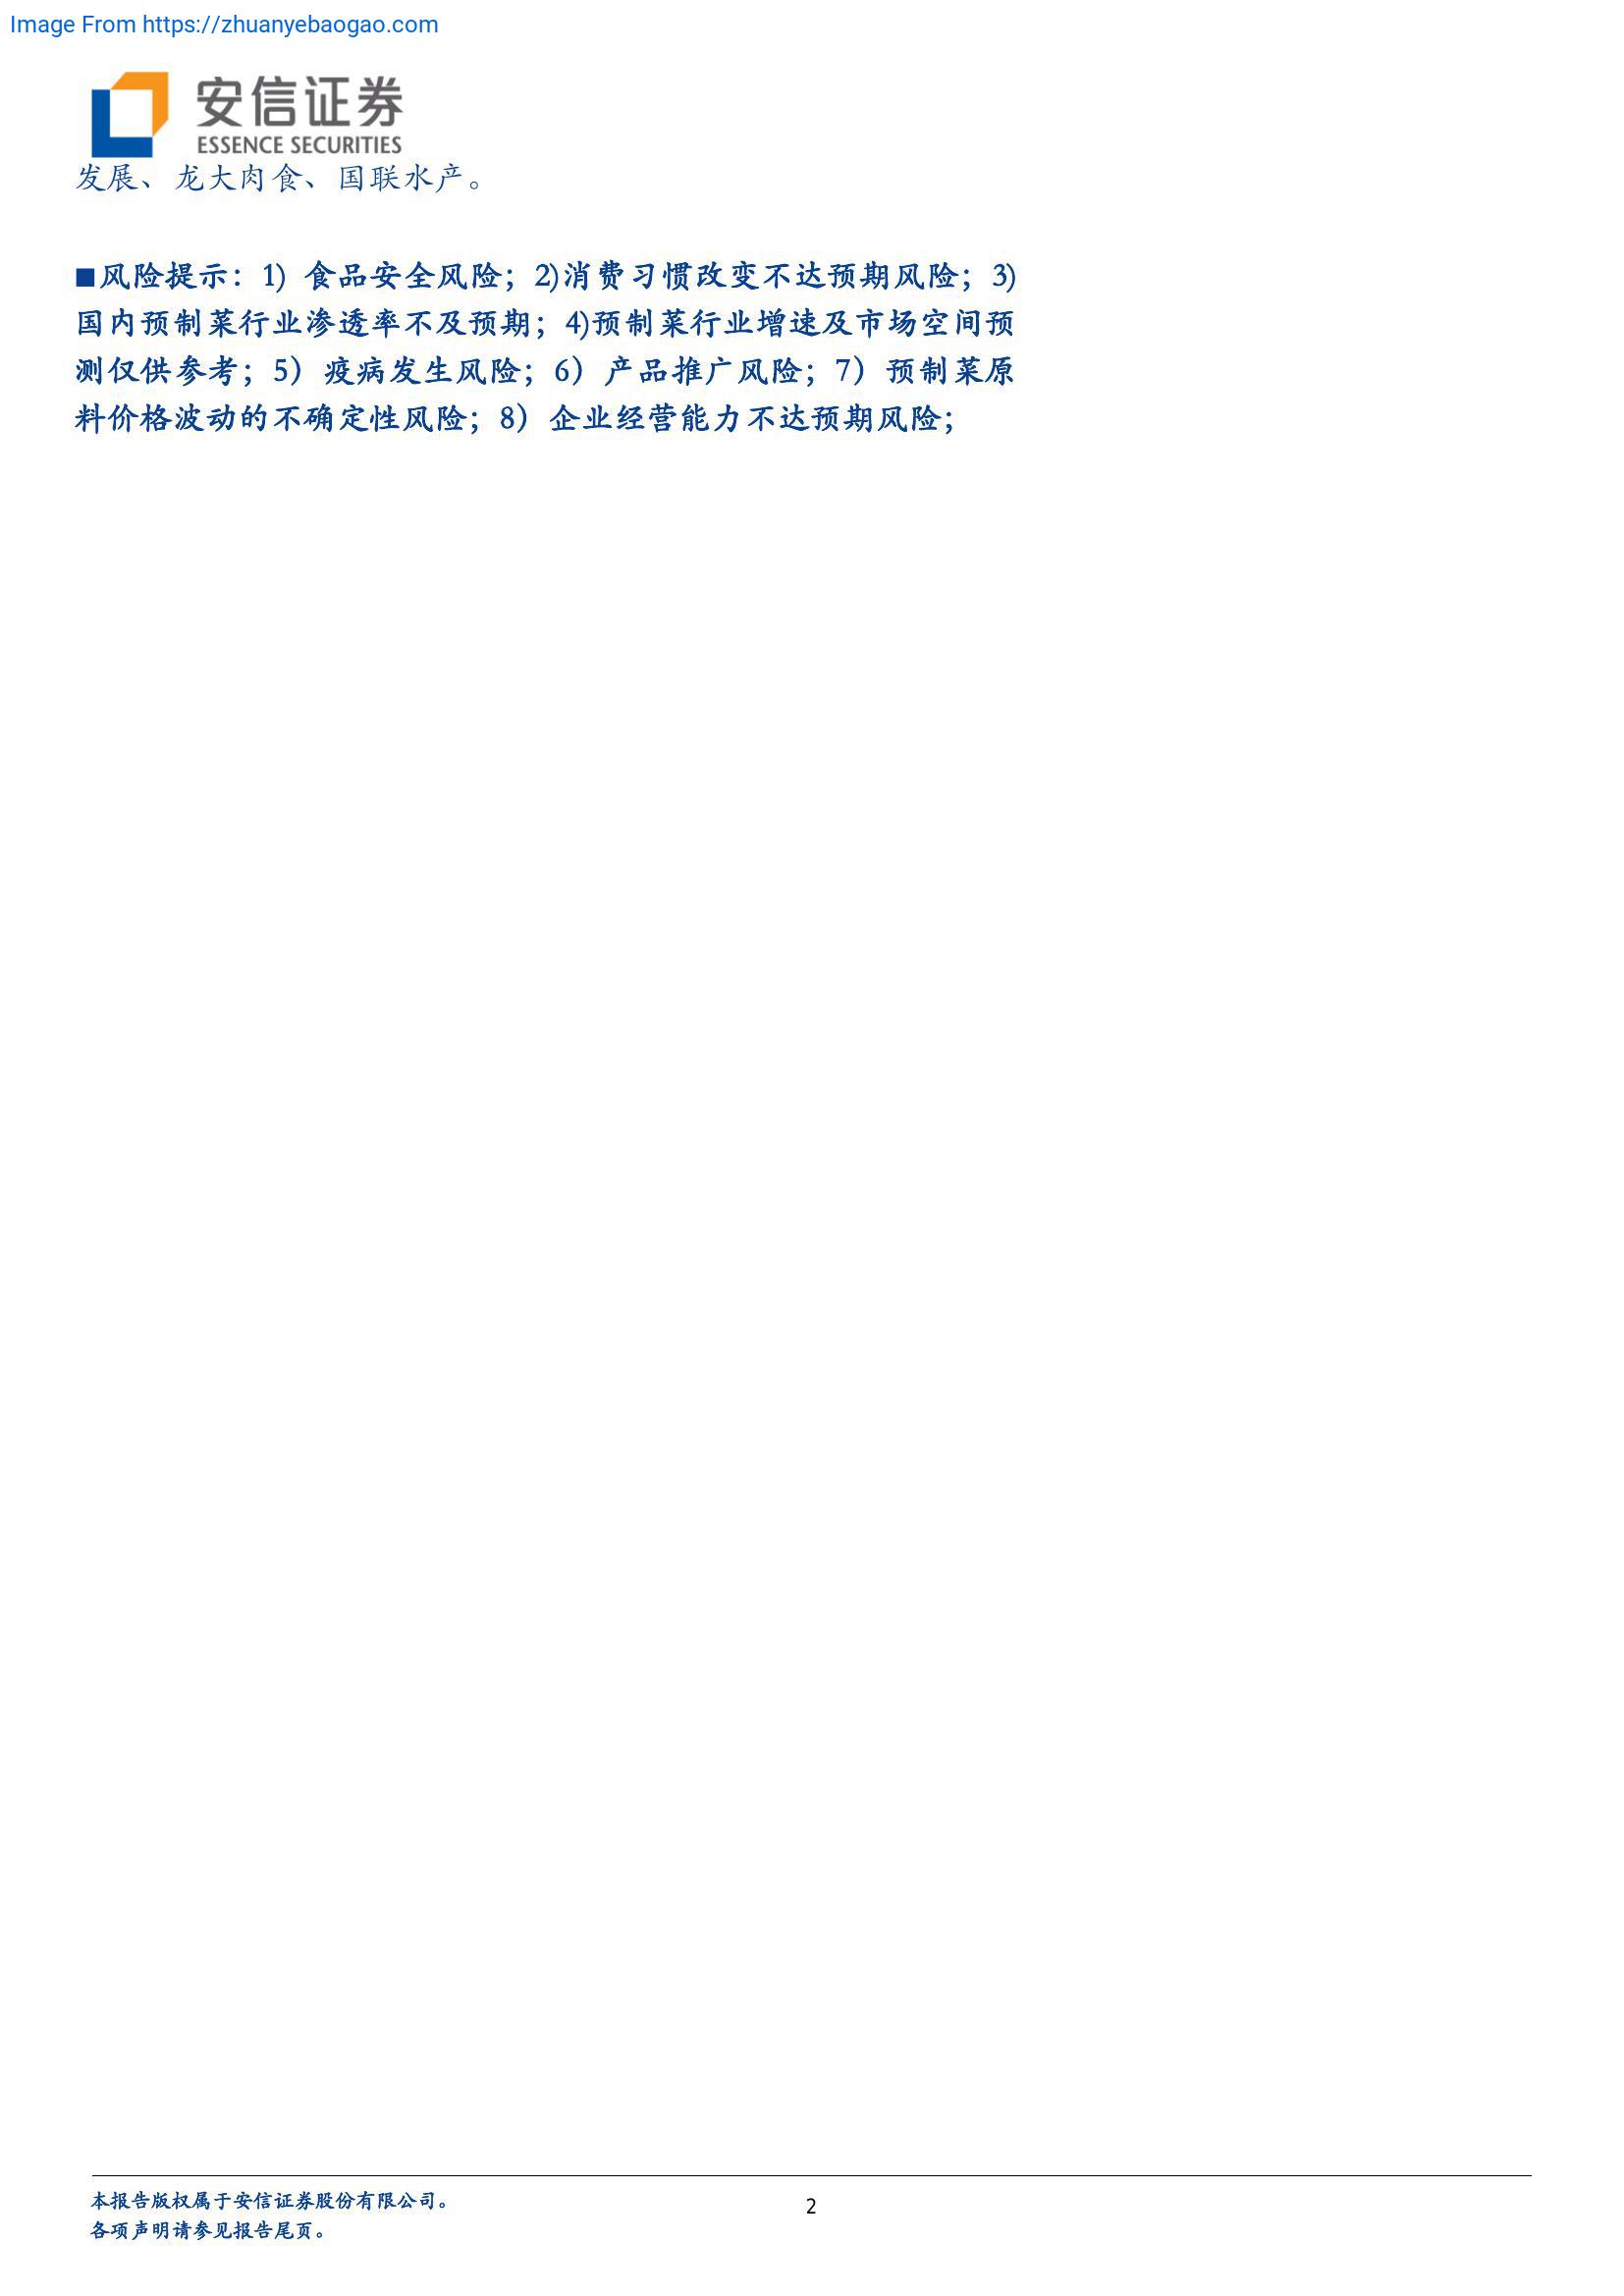 Image From https://zhuanyebaogao.com
安信证券
ESSENCE SECURITIES
发展、龙大肉食、国联水产。
■风险提示：1) 食品安全风险；2)消费习惯改变不达预期风险；3)
国内预制菜行业渗透率不及预期；4)预制菜行业增速及市场空间预
测仅供参考；5）疫病发生风险；6）产品推广风险；7）预制菜原
料价格波动的不确定性风险；8）企业经营能力不达预期风险；
本报告版权属于安信证券股份有限公司。
各项声明请参见报告尾页。
2